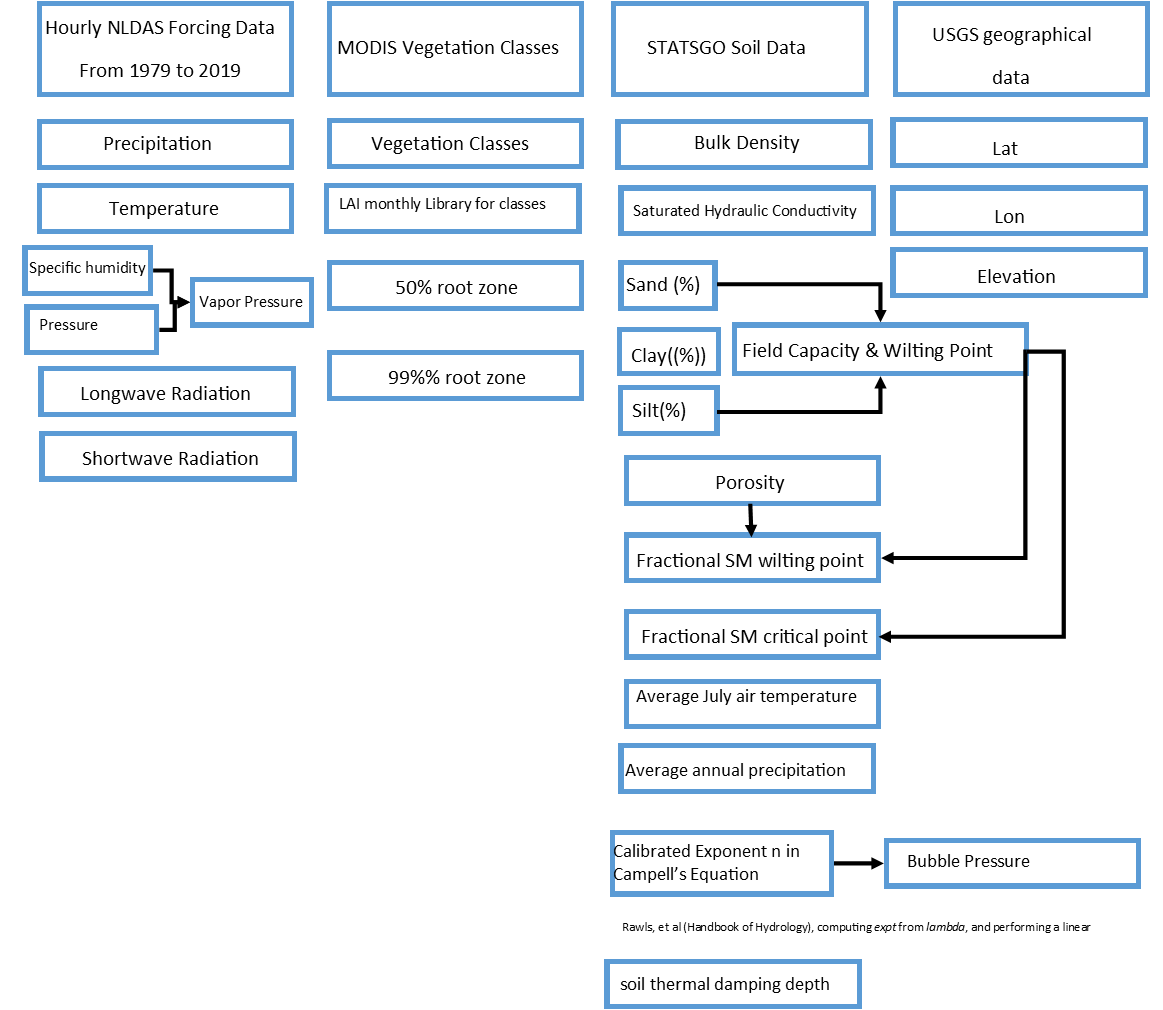 Hourly NLDAS Forcing Data
From 1979 to 2019
Precipitation
Temperature
Specific humidity
Pressure
Vapor Pressure
Longwave Radiation
Shortwave Radiation
MODIS Vegetation Classes
Vegetation Classes
LAI monthly Library for classes
50% root zone
99%% root zone
STATSGO Soil Data
Bulk Density
Saturated Hydraulic Conductivity
Sand (%)
Clay((%))
Silt(%)
Field Capacity & Wilting Point
Porosity
Fractional SM wilting point
Fractional SM critical point
Average July air temperature
Average annual precipitation
Calibrated Exponent n in
Campell’s Equation
Bubble Pressure
Rawls, et al (Handbook of Hydrology), computing expt from lambda, and performing a linear
soil thermal damping depth
USGS geographical
data
Lat
Lon
Elevation